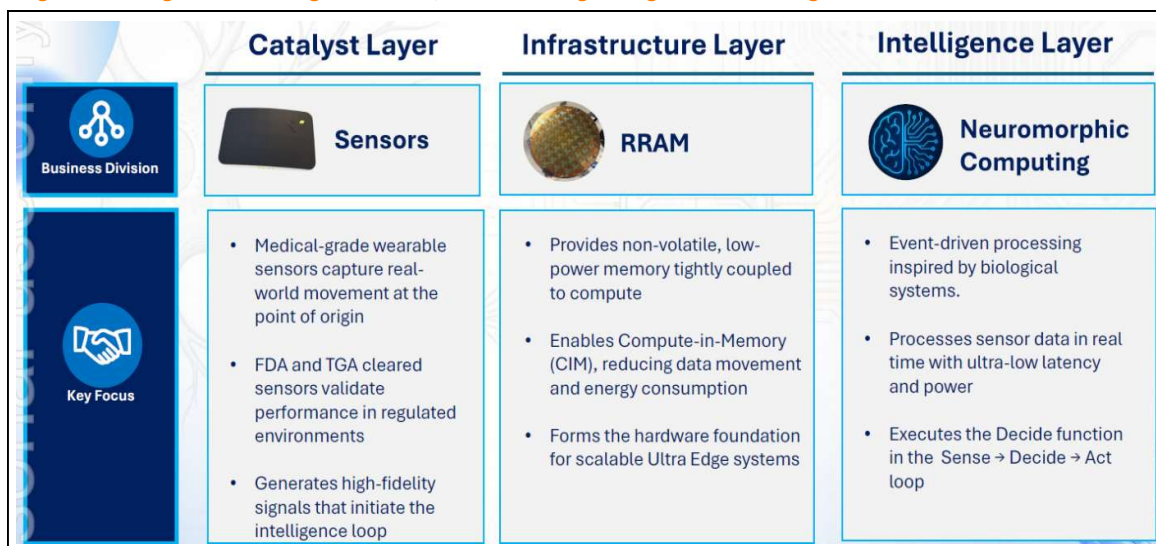 Catalyst Layer
Infrastructure Layer
Intelligence Layer
Business Division
Sensors
RRAM
Neuromorphic
Computing
Key Focus
• Medical-grade wearable
sensors capture real-
world movement at the
point of origin
• FDA and TGA cleared
sensors validate
performance in regulated
environments
• Generates high-fidelity
signals that initiate the
intelligence loop
• Provides non-volatile, low-
power memory tightly coupled
to compute
• Enables Compute-in-Memory
(CIM), reducing data movement
and energy consumption
• Forms the hardware foundation
for scalable Ultra Edge systems
• Event-driven processing
inspired by biological
systems.
• Processes sensor data in real
time with ultra-low latency
and power
• Executes the Decide function
in the Sense → Decide → Act
loop